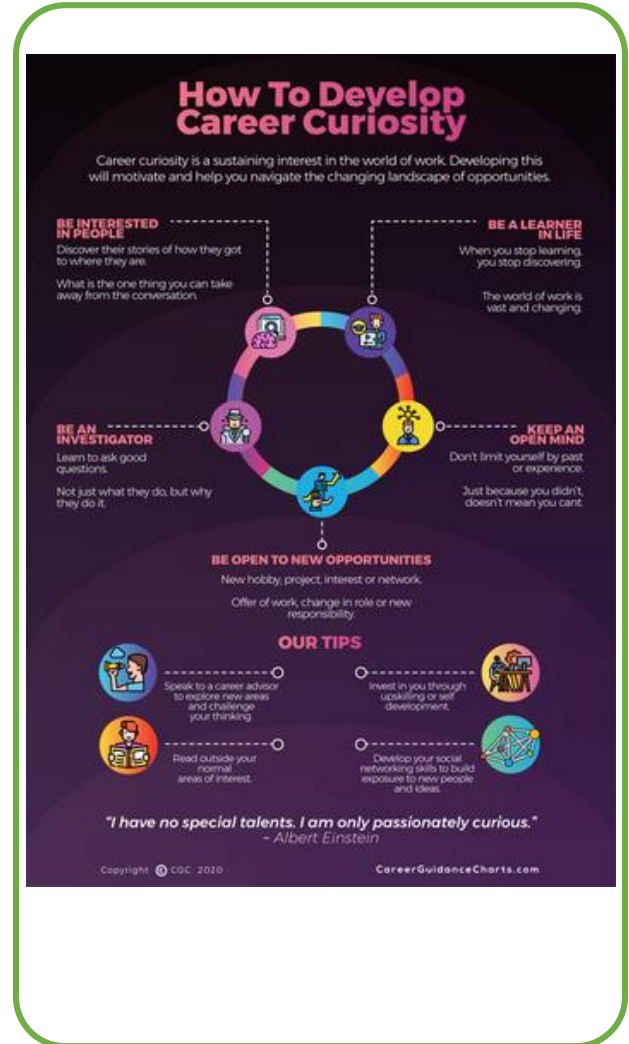 How To Develop
Career Curiosity
Career curiosity is a sustaining interest in the world of work. Developing this
will motivate and help you navigate the changing landscape of opportunities.
BE INTERESTED
IN PEOPLE
Discover their stories of how they got
to where they are.
What is the one thing you can take
away from the conversation.
BE A LEARNER
IN LIFE
When you stop learning,
you stop discovering.
The world of work is
vast and changing.
BE AN
INVESTIGATOR
Learn to ask good
questions.
Not just what they do, but why
they do it.
KEEP AN
OPEN MIND
Don't limit yourself by past
or experience.
Just because you didn't,
doesn't mean you cant.
BE OPEN TO NEW OPPORTUNITIES
New hobby, project, interest or network.
Offer of work, change in role or new
responsibility.
OUR TIPS
Speak to a career advisor
to explore new areas
and challenge
your thinking.
Invest in you through
upskilling or self
development.
Read outside your
normal
areas of interest.
Develop your social
networking skills to build
exposure to new people
and ideas.
"I have no special talents. I am only passionately curious."
~ Albert Einstein
Copyright © CGC 2020
CareerGuidanceCharts.com